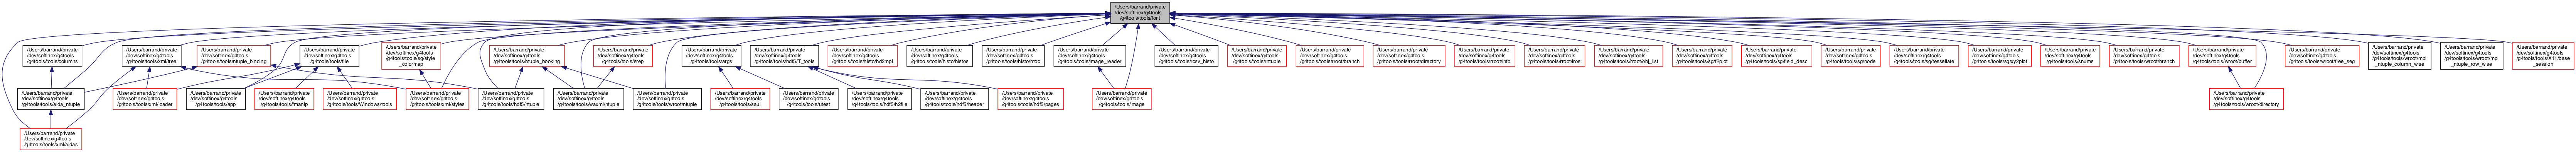 /Users/barrand/private
/dev/softinex/g4tools
/g4tools/tools/forit
/Users/barrand/private
/dev/softinex/g4tools
/g4tools/tools/columns
/Users/barrand/private
/dev/softinex/g4tools
/g4tools/tools/xml/tree
/Users/barrand/private
/dev/softinex/g4tools
/g4tools/tools/ntuple_binding
/Users/barrand/private
/dev/softinex/g4tools
/g4tools/tools/file
/Users/barrand/private
/dev/softinex/g4tools
/g4tools/tools/sg/style
_colormap
/Users/barrand/private
/dev/softinex/g4tools
/g4tools/tools/ntuple_booking
/Users/barrand/private
/dev/softinex/g4tools
/g4tools/tools/sep
/Users/barrand/private
/dev/softinex/g4tools
/g4tools/tools/args
/Users/barrand/private
/dev/softinex/g4tools
/g4tools/tools/hdf5/T_tools
/Users/barrand/private
/dev/softinex/g4tools
/g4tools/tools/histo/hd2mpi
/Users/barrand/private
/dev/softinex/g4tools
/g4tools/tools/histo/histos
/Users/barrand/private
/dev/softinex/g4tools
/g4tools/tools/histo/hbc
/Users/barrand/private
/dev/softinex/g4tools
/g4tools/tools/image_reader
/Users/barrand/private
/dev/softinex/g4tools
/g4tools/tools/rcsv_histo
/Users/barrand/private
/dev/softinex/g4tools
/g4tools/tools/rntuple
/Users/barrand/private
/dev/softinex/g4tools
/g4tools/tools/rroot/branch
/Users/barrand/private
/dev/softinex/g4tools
/g4tools/tools/rroot/directory
/Users/barrand/private
/dev/softinex/g4tools
/g4tools/tools/rroot/info
/Users/barrand/private
/dev/softinex/g4tools
/g4tools/tools/rroot/iros
/Users/barrand/private
/dev/softinex/g4tools
/g4tools/tools/rroot/obj_list
/Users/barrand/private
/dev/softinex/g4tools
/g4tools/tools/sg/f2plot
/Users/barrand/private
/dev/softinex/g4tools
/g4tools/tools/sg/field_desc
/Users/barrand/private
/dev/softinex/g4tools
/g4tools/tools/sg/node
/Users/barrand/private
/dev/softinex/g4tools
/g4tools/tools/sg/tessellate
/Users/barrand/private
/dev/softinex/g4tools
/g4tools/tools/sg/xy2plot
/Users/barrand/private
/dev/softinex/g4tools
/g4tools/tools/snums
/Users/barrand/private
/dev/softinex/g4tools
/g4tools/tools/wroot/branch
/Users/barrand/private
/dev/softinex/g4tools
/g4tools/tools/wroot/buffer
/Users/barrand/private
/dev/softinex/g4tools
/g4tools/tools/wroot/free_seg
/Users/barrand/private
/dev/softinex/g4tools
/g4tools/tools/wroot/mpi
_ntuple_column_wise
/Users/barrand/private
/dev/softinex/g4tools
/g4tools/tools/wroot/mpi
_ntuple_row_wise
/Users/barrand/private
/dev/softinex/g4tools
/g4tools/tools/X11/base
_session
/Users/barrand/private
/dev/softinex/g4tools
/g4tools/tools/aida_ntuple
/Users/barrand/private
/dev/softinex/g4tools
/g4tools/tools/xml/loader
/Users/barrand/private
/dev/softinex/g4tools
/g4tools/tools/app
/Users/barrand/private
/dev/softinex/g4tools
/g4tools/tools/fmanip
/Users/barrand/private
/dev/softinex/g4tools
/g4tools/tools/Windows/tools
/Users/barrand/private
/dev/softinex/g4tools
/g4tools/tools/xml/styles
/Users/barrand/private
/dev/softinex/g4tools
/g4tools/tools/hdf5/ntuple
/Users/barrand/private
/dev/softinex/g4tools
/g4tools/tools/waxml/ntuple
/Users/barrand/private
/dev/softinex/g4tools
/g4tools/tools/wroot/ntuple
/Users/barrand/private
/dev/softinex/g4tools
/g4tools/tools/uui
/Users/barrand/private
/dev/softinex/g4tools
/g4tools/tools/utest
/Users/barrand/private
/dev/softinex/g4tools
/g4tools/tools/hdf5/h2file
/Users/barrand/private
/dev/softinex/g4tools
/g4tools/tools/hdf5/header
/Users/barrand/private
/dev/softinex/g4tools
/g4tools/tools/hdf5/pages
/Users/barrand/private
/dev/softinex/g4tools
/g4tools/tools/image
/Users/barrand/private
/dev/softinex/g4tools
/g4tools/tools/wroot/directory
/Users/barrand/private
/dev/softinex/g4tools
/g4tools/tools/xml/aidas